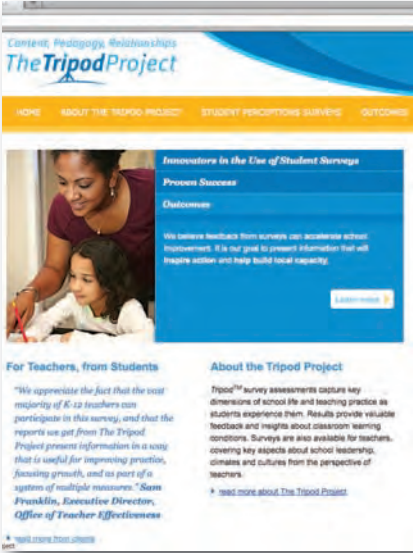 Content, Pedagogy, Relationships
TheTripodProject
HOME ABOUT THE TRIPOD PROJECT STUDENT PERCEPTIONS SURVEYS OUTCOMES
Innovators in the Use of Student Surveys
Proven Success
Outcomes
We believe feedback from surveys can accelerate school
improvement. It is our goal to present information that will
inspire action and help build local capacity.
Learn more
For Teachers, from Students
"We appreciate the fact that the vast
majority of K-12 teachers can
participate in this survey, and that the
reports we get from The Tripod
Project present information in a way
that is useful for improving practice,
focusing growth, and as part of a
system of multiple measures." Sam
Franklin, Executive Director,
Office of Teacher Effectiveness
read more from clients
About the Tripod Project
Tripod™ survey assessments capture key
dimensions of school life and teaching practice as
students experience them. Results provide valuable
feedback and insights about classroom learning
conditions. Surveys are also available for teachers,
covering key aspects about school leadership,
climates and cultures from the perspective of
teachers.
read more about The Tripod Project